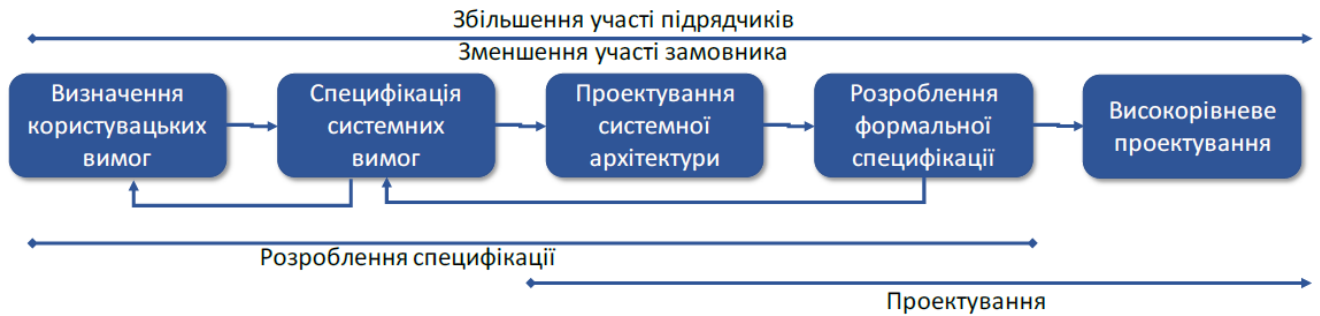 Збільшення участі підрядчиків
Зменшення участі замовника
Визначення
користувацьких
вимог
Специфікація
системних
вимог
Проектування
системної
архітектури
Розроблення
формальної
специфікації
Високорівневе
проектування
Розроблення специфікації
Проектування